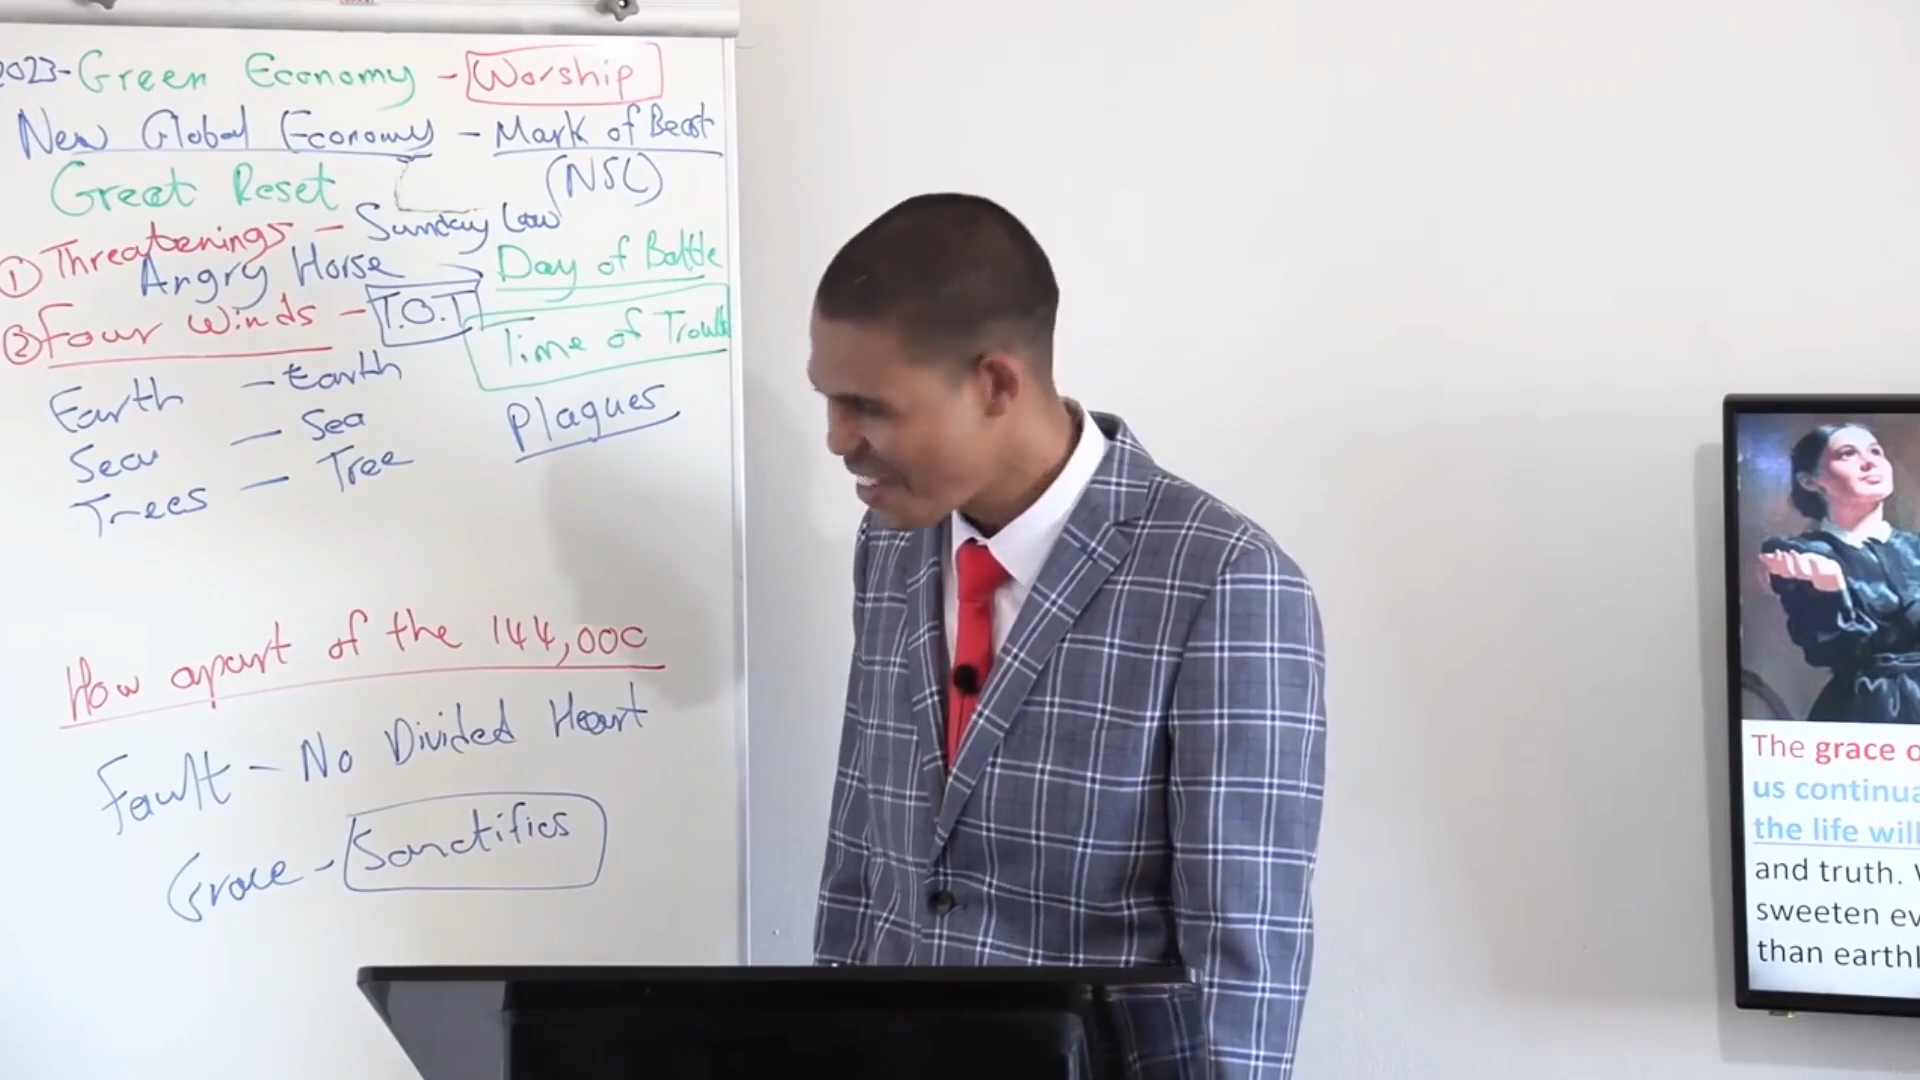 2023-Green Economy - Worship
New Global Economy - Mark of Beast
Great Reset (NSL)
① Threatenings - Sunday Law
Angry Horse Day of Battle
② Four Winds - T.O.T Time of Trouble
Earth - Earth
Sea - Sea Plagues
Trees - Tree
How apart of the 144,000
Fault - No Divided Heart
Grace - Sanctifies
The grace o
us continua
the life will
and truth.
sweeten ev
than earthl